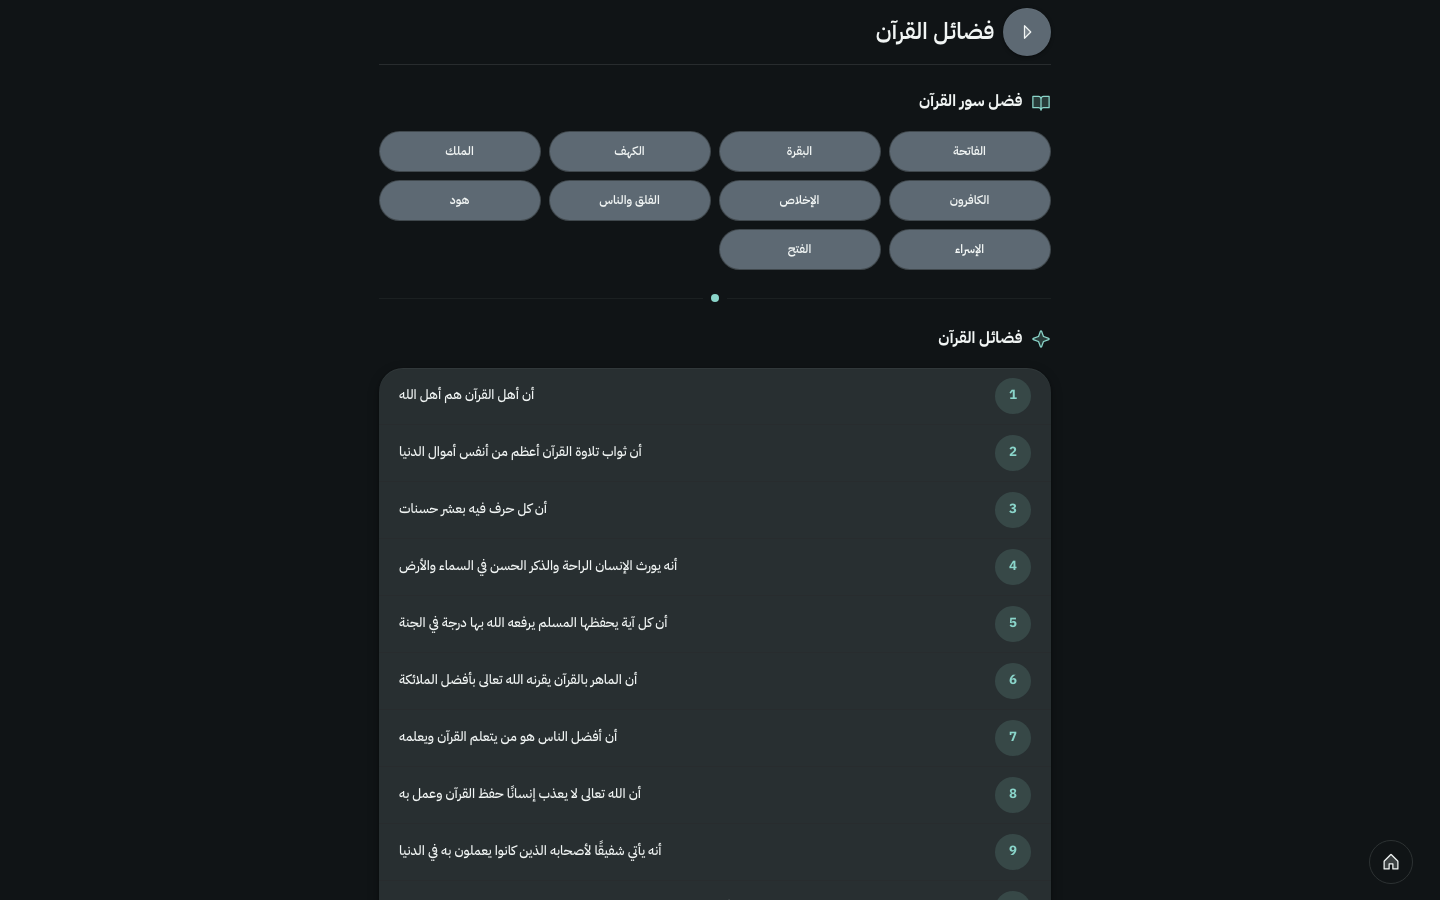 فضائل القرآن
فضل سور القرآن
الفاتحة
البقرة
الكهف
الملك
الكافرون
الإخلاص
الفلق والناس
هود
الإسراء
الفتح
فضائل القرآن
1 أن أهل القرآن هم أهل الله
2 أن ثواب تلاوة القرآن أعظم من أنفس أموال الدنيا
3 أن كل حرف فيه بعشر حسنات
4 أنه يورث الإنسان الراحة والذكر الحسن في السماء والأرض
5 أن كل آية يحفظها المسلم يرفعه الله بها درجة في الجنة
6 أن الماهر بالقرآن يقرنه الله تعالى بأفضل الملائكة
7 أن أفضل الناس هو من يتعلم القرآن ويعلمه
8 أن الله تعالى لا يعذب إنسانًا حفظ القرآن وعمل به
9 أنه يأتي شفيقًا لأصحابه الذين كانوا يعملون به في الدنيا